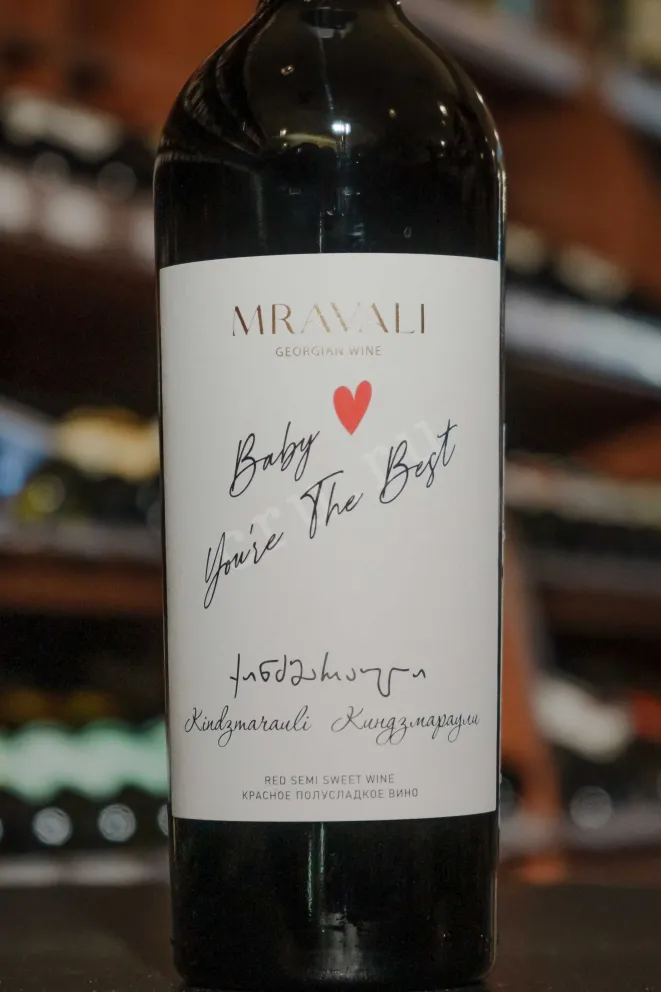 MRAVALI
GEORGIAN WINE
Baby
You're The Best
ქინძმარაული
Kindzmarauli Киндзмараули
RED SEMI SWEET WINE
КРАСНОЕ ПОЛУСЛАДКОЕ ВИНО